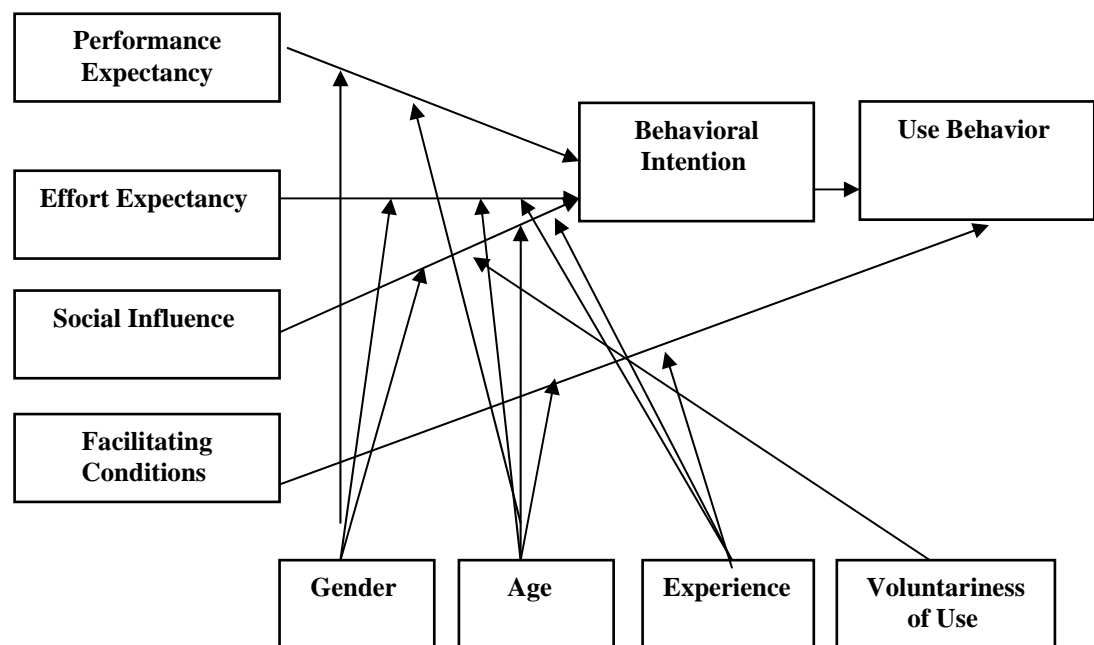 Performance
Expectancy
Behavioral
Intention
Use Behavior
Effort Expectancy
Social Influence
Facilitating
Conditions
Gender
Age
Experience
Voluntariness
of Use